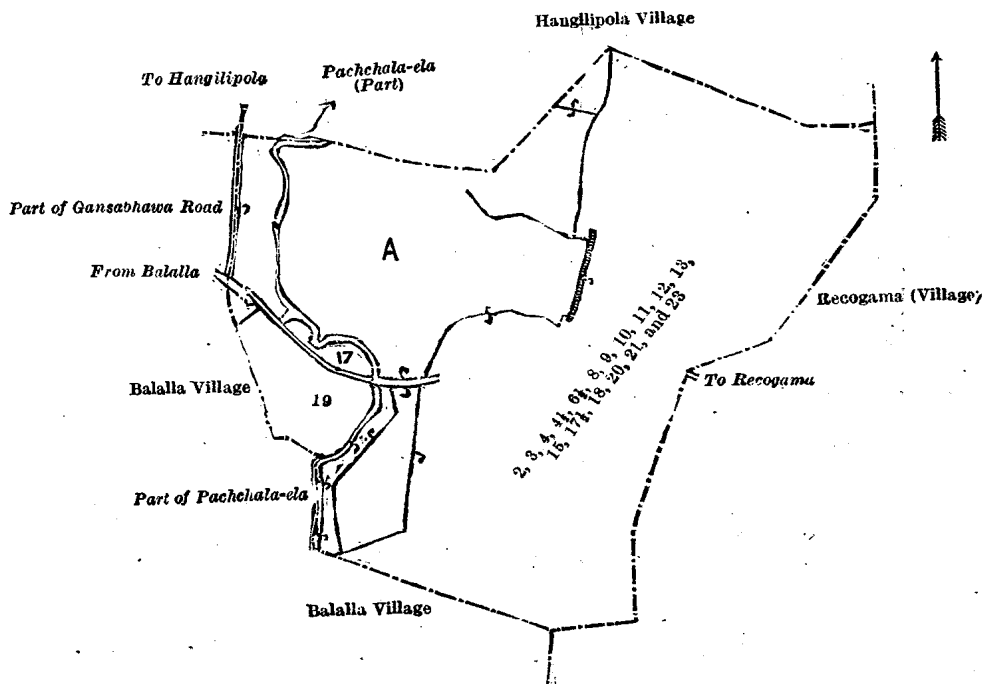 Hangilipola Village
To Hangilipola
Pachchala-ela
(Part)
Part of Gansabhawa Road
A
From Balalla
Recogama (Village)
2, 3, 4, 4½, 6½, 8, 9, 10, 11, 12, 13,
15, 17½, 18, 20, 21, and 23
17
To Recogama
Balalla Village
19
Part of Pachchala-ela
Balalla Village